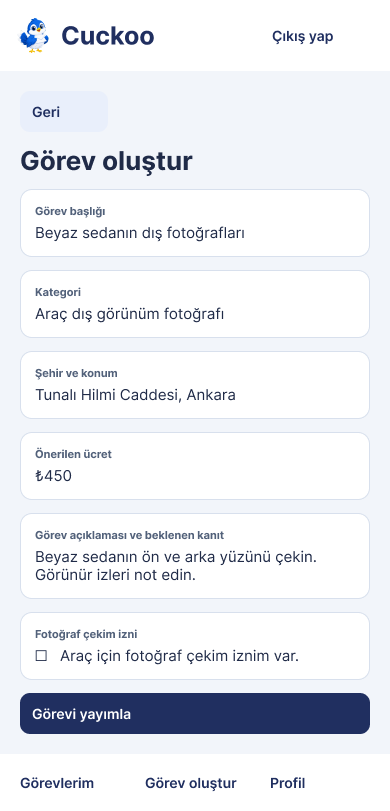 Cuckoo
Çıkış yap
Geri
Görev oluştur
Görev başlığı
Beyaz sedanın dış fotoğrafları
Kategori
Araç dış görünüm fotoğrafı
Şehir ve konum
Tunalı Hilmi Caddesi, Ankara
Önerilen ücret
₺450
Görev açıklaması ve beklenen kanıt
Beyaz sedanın ön ve arka yüzünü çekin.
Görünür izleri not edin.
Fotoğraf çekim izni
☐ Araç için fotoğraf çekim iznim var.
Görevi yayımla
Görevlerim
Görev oluştur
Profil